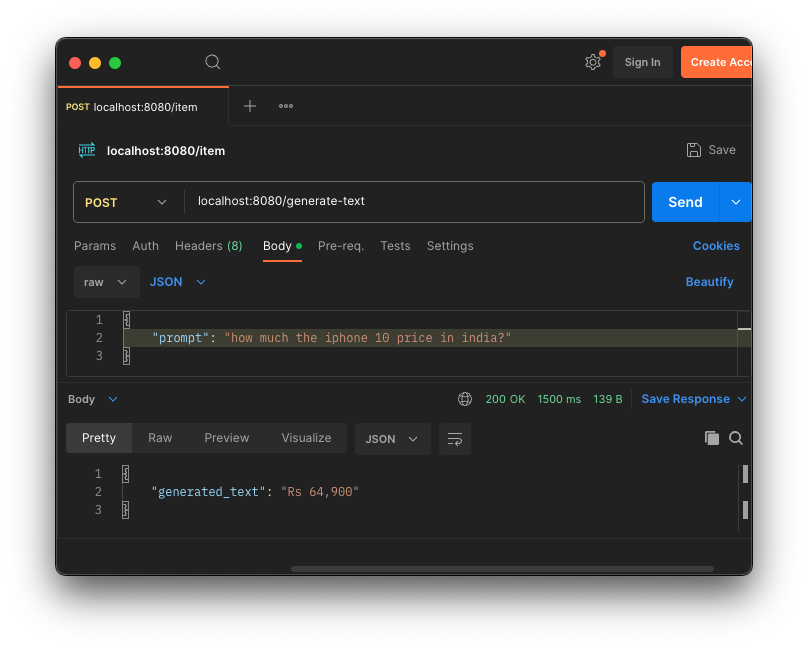 Sign In
Create Acc
POST localhost:8080/item
HTTP localhost:8080/item
Save
POST
localhost:8080/generate-text
Send
Params Auth Headers (8) Body Pre-req. Tests Settings
Cookies
raw JSON
Beautify
1 {
2 "prompt": "how much the iphone 10 price in india?"
3 }
Body
200 OK 1500 ms 139 B Save Response
Pretty Raw Preview Visualize JSON
1 {
2 "generated_text": "Rs 64,900"
3 }